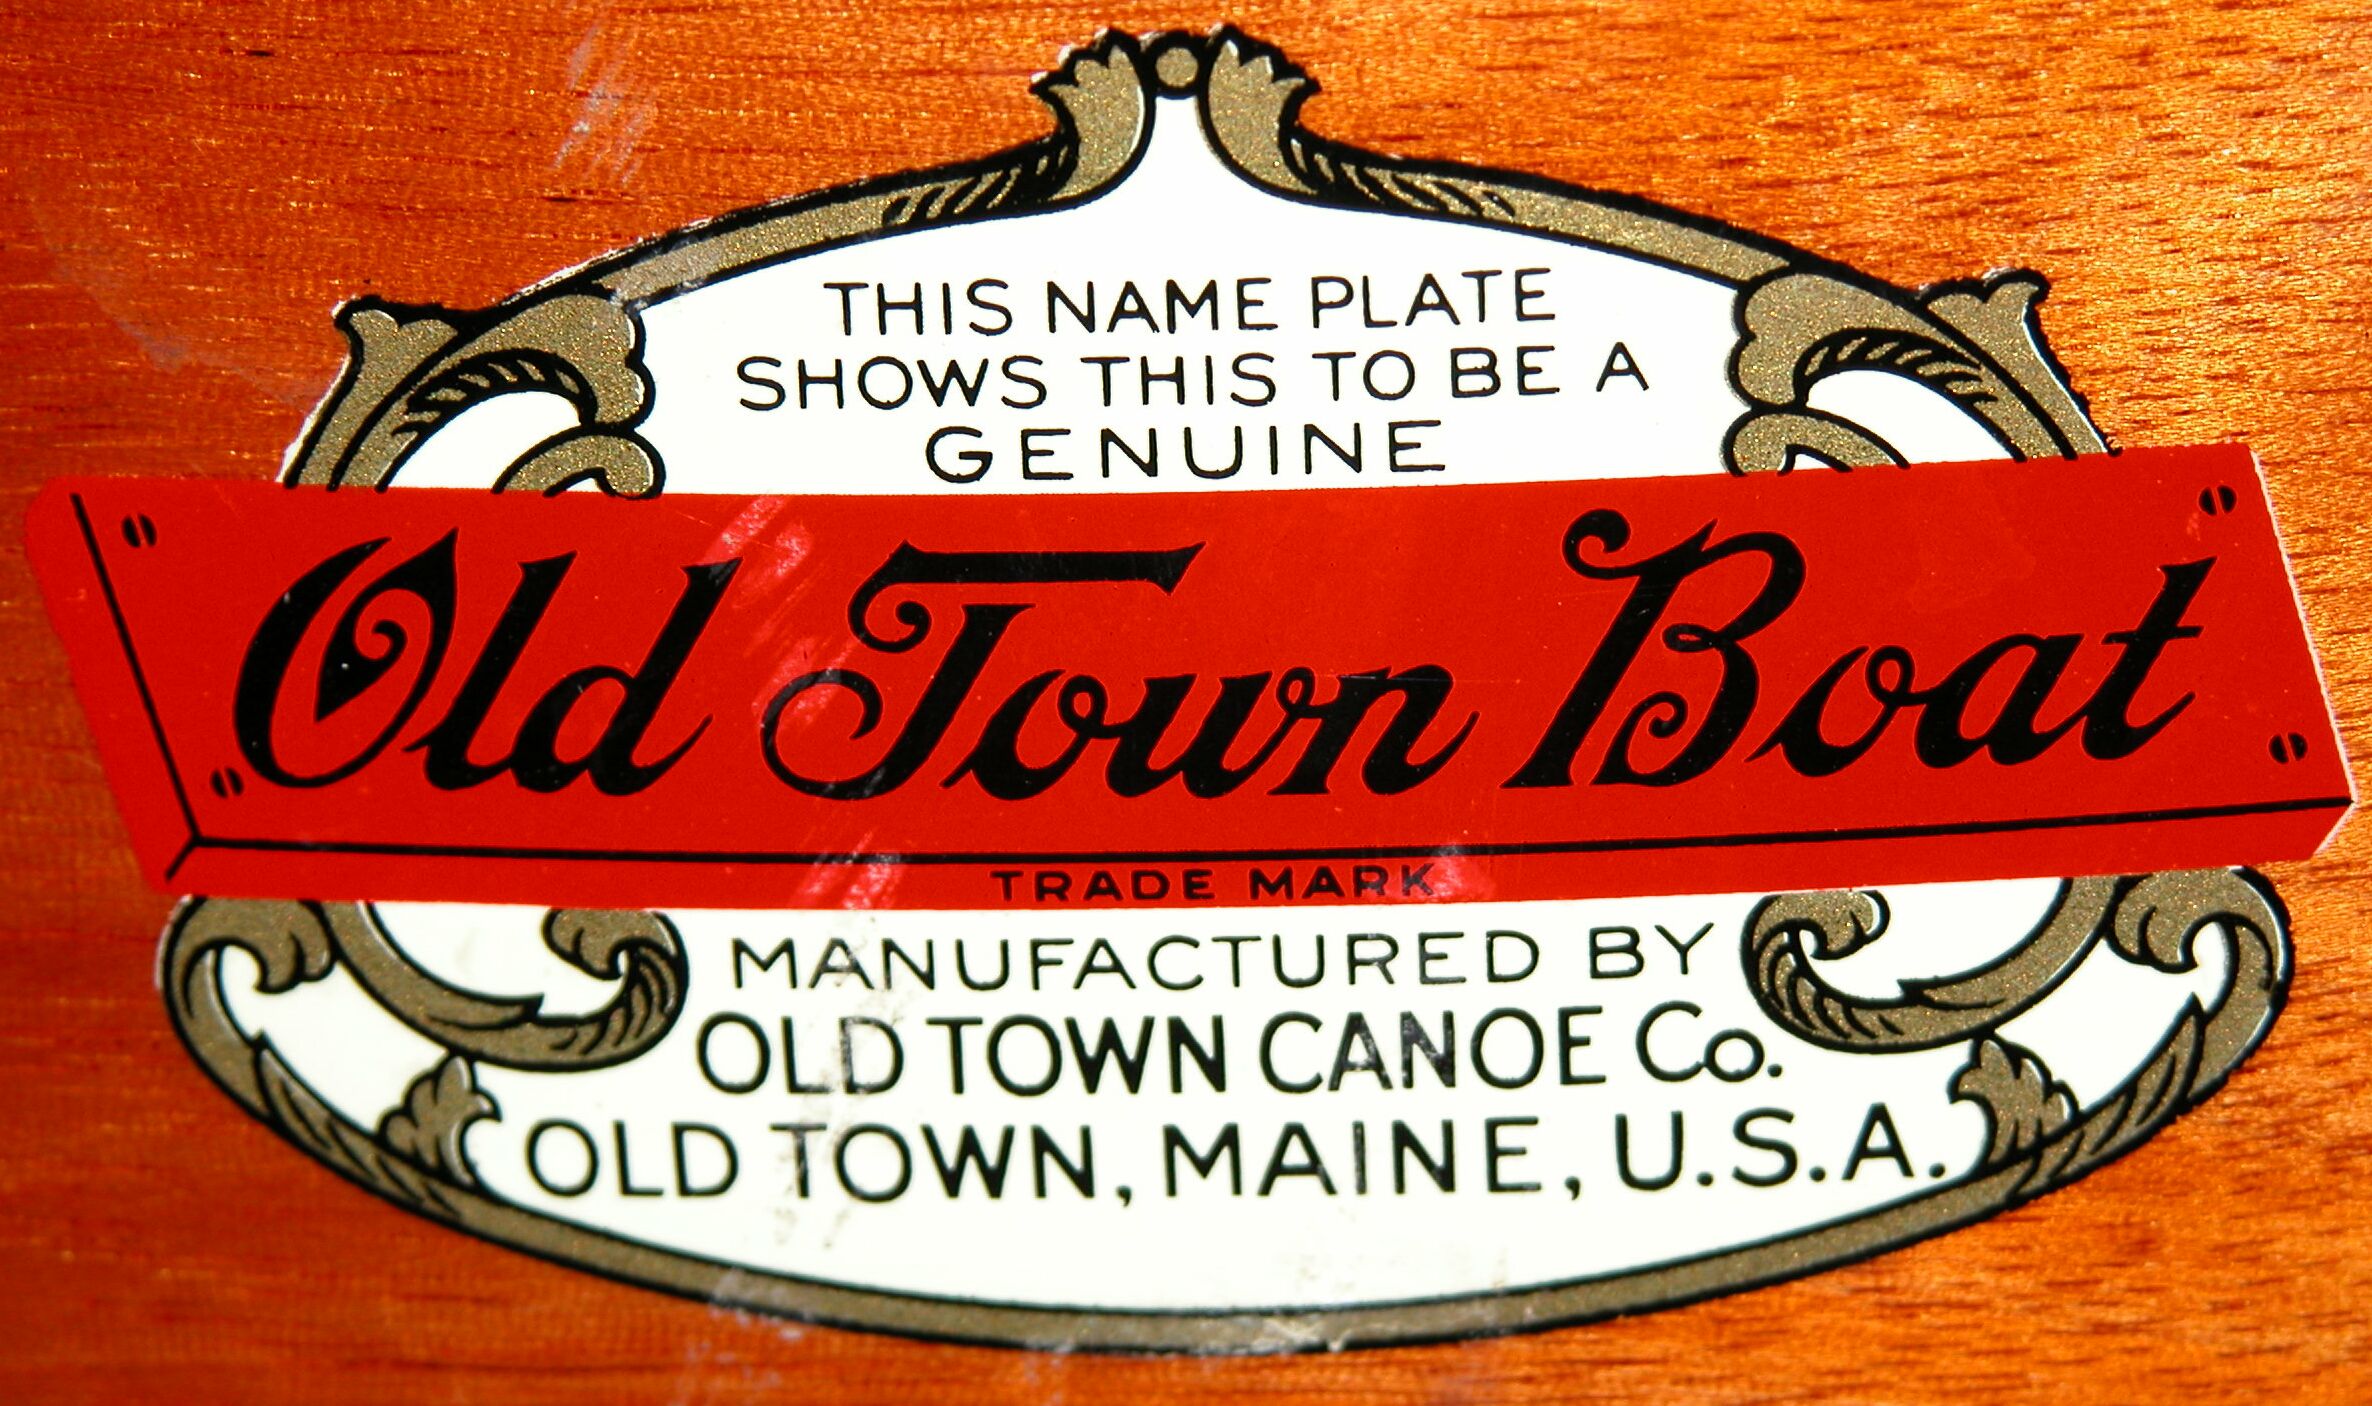 THIS NAME PLATE
SHOWS THIS TO BE A
GENUINE
Old Town Boat
TRADE MARK
MANUFACTURED BY
OLD TOWN CANOE Co.
OLD TOWN, MAINE, U.S.A.